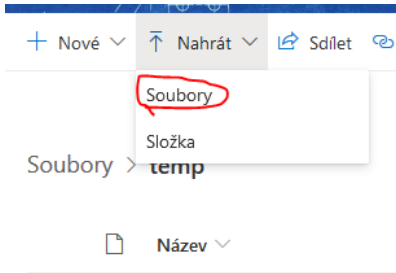 Nové Nahrát Sdílet
Soubory
Složka
Soubory > temp
Název